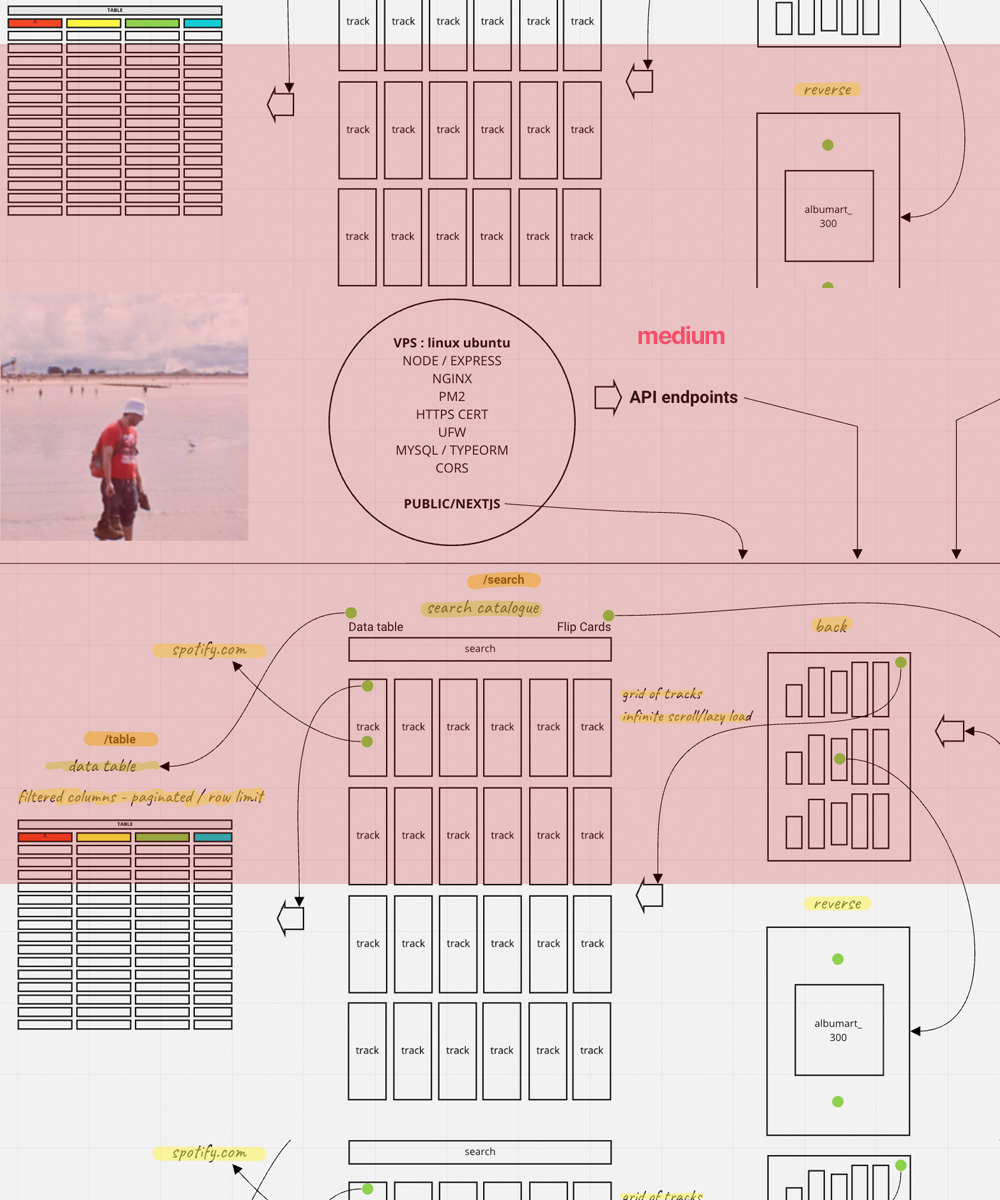 TABLE
A
track track track track track track
reverse
track track track track track track
albumart_
300
track track track track track track
medium
VPS : linux ubuntu
NODE / EXPRESS
NGINX
PM2
HTTPS CERT
UFW
MYSQL / TYPEORM
CORS
PUBLIC/NEXTJS
API endpoints
/search
search catalogue
Data table
Flip Cards
back
search
spotify.com
grid of tracks
infinite scroll/lazy load
track track track track track track
/table
data table
filtered columns - paginated / row limit
TABLE
A
track track track track track track
reverse
track track track track track track
albumart_
300
track track track track track track
spotify.com
search
grid of tracks